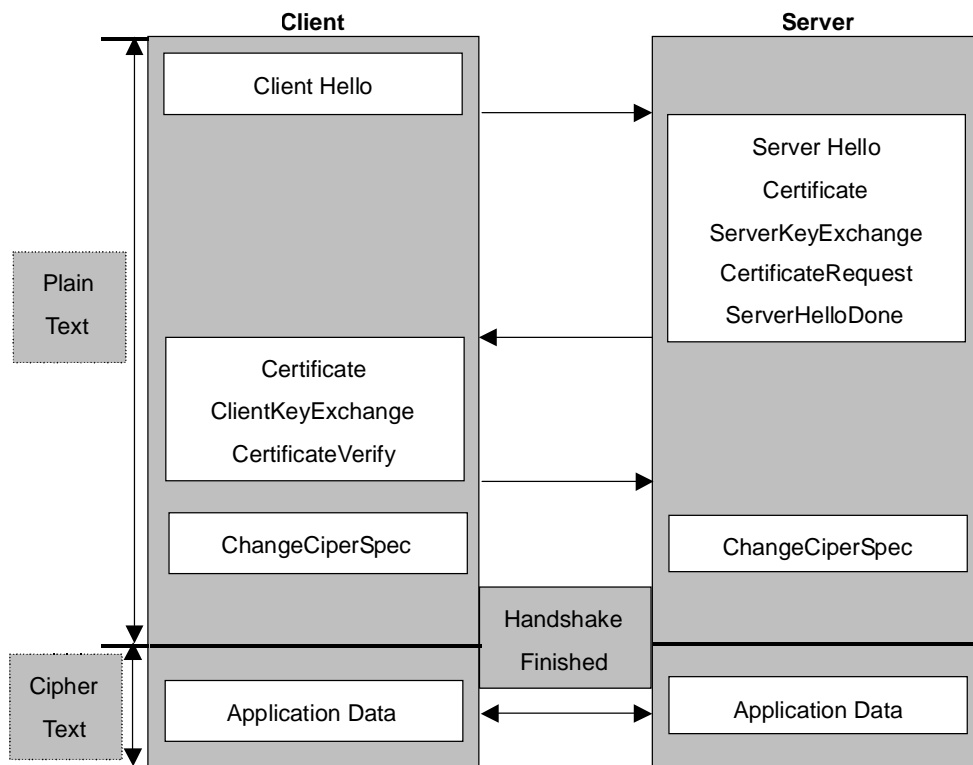 Client
Server
Client Hello
Server Hello
Certificate
ServerKeyExchange
CertificateRequest
ServerHelloDone
Plain
Text
Certificate
ClientKeyExchange
CertificateVerify
ChangeCiperSpec
ChangeCiperSpec
Handshake
Finished
Cipher
Text
Application Data
Application Data